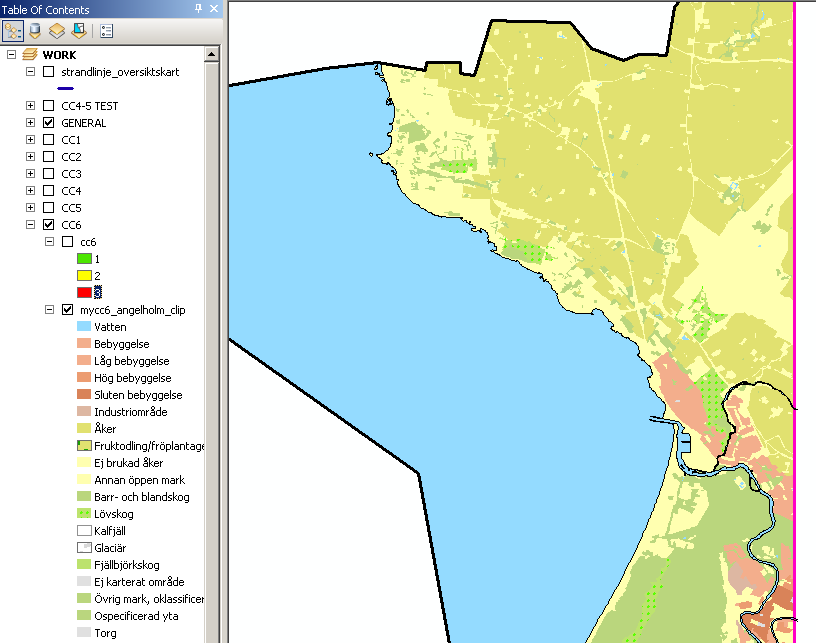 Table Of Contents
WORK
strandlinje_oversiktskart
CC4-5 TEST
GENERAL
CC1
CC2
CC3
CC4
CC5
CC6
cc6
1
2
3
mycc6_angelholm_clip
Vatten
Bebyggelse
Låg bebyggelse
Hög bebyggelse
Sluten bebyggelse
Industriområde
Åker
Fruktodling/fröplantage
Ej brukad åker
Annan öppen mark
Barr- och blandskog
Lövskog
Kalfjäll
Glaciär
Fjällbjörkskog
Ej karterat område
Övrig mark, oklassificer
Ospecificerad yta
Torg